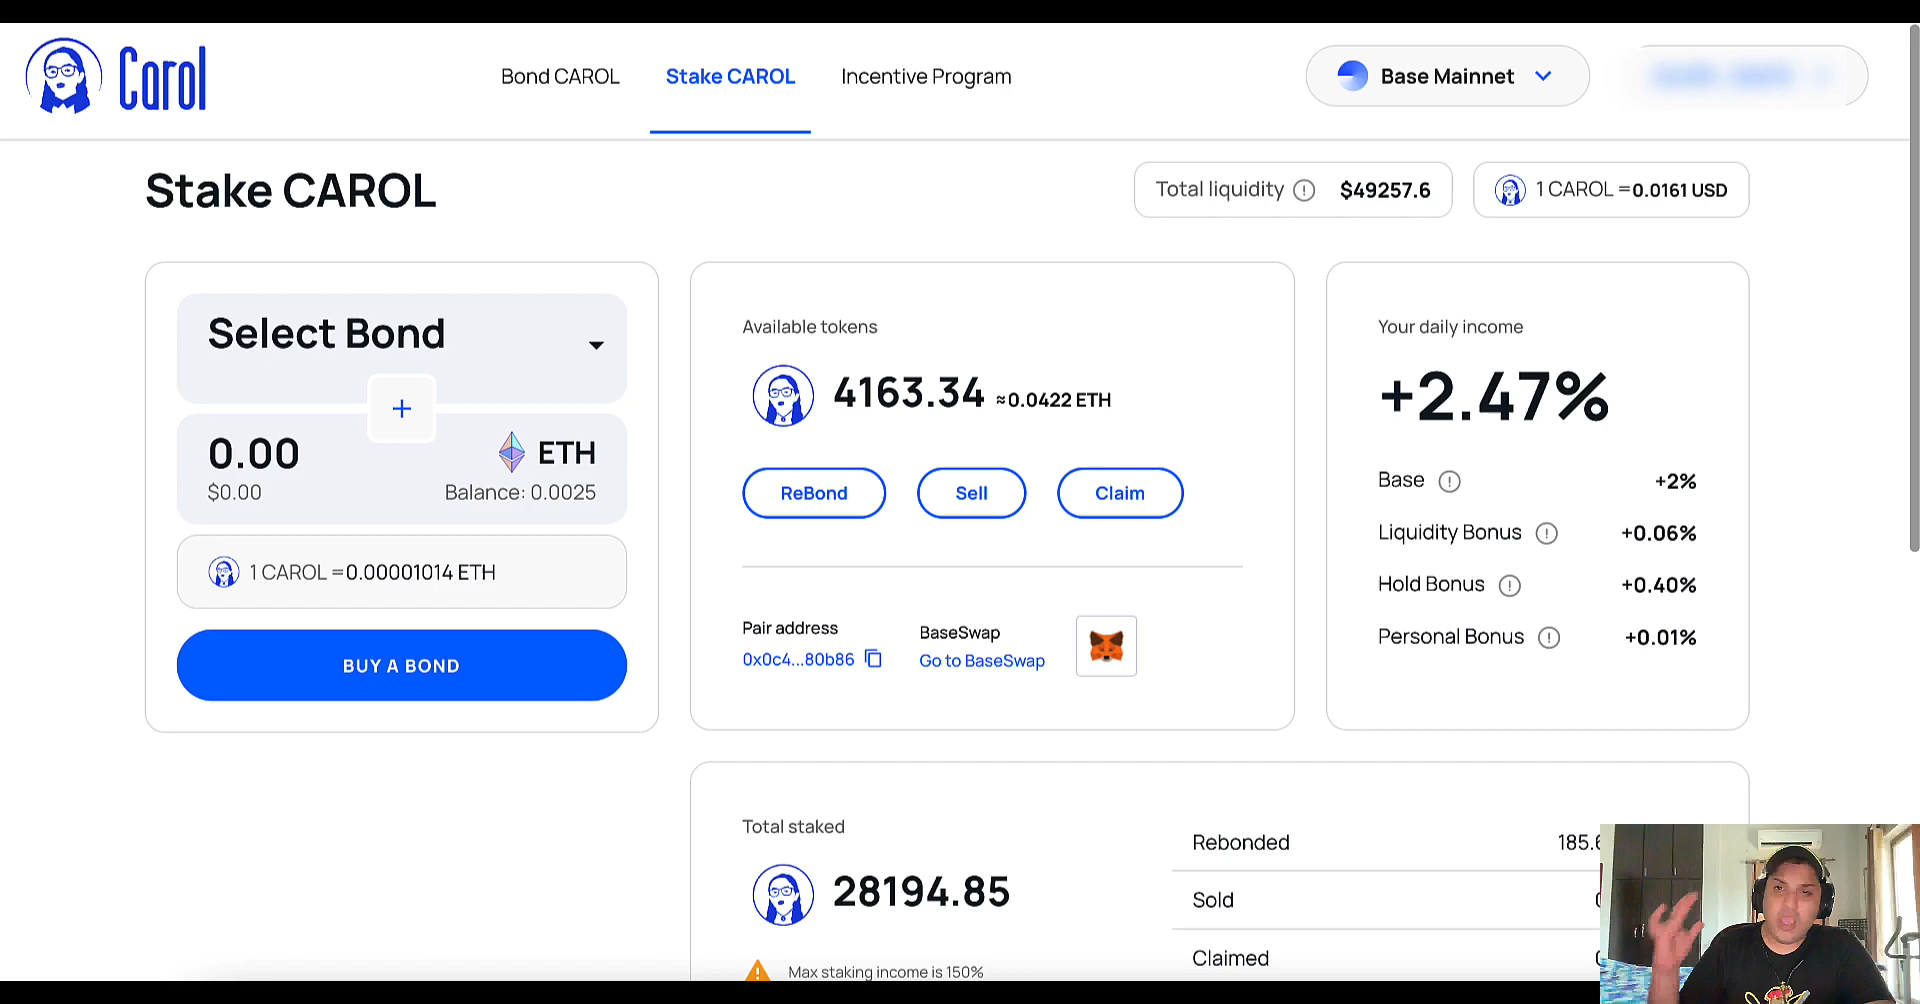 Carol
Bond CAROL
Stake CAROL
Incentive Program
Base Mainnet
Stake CAROL
Total liquidity $49257.6
1 CAROL =0.0161 USD
Select Bond
+
0.00 ETH
$0.00 Balance: 0.0025
1 CAROL =0.00001014 ETH
BUY A BOND
Available tokens
4163.34 ≈0.0422 ETH
ReBond
Sell
Claim
Pair address
0x0c4...80b86
BaseSwap
Go to BaseSwap
Your daily income
+2.47%
Base +2%
Liquidity Bonus +0.06%
Hold Bonus +0.40%
Personal Bonus +0.01%
Total staked
28194.85
Max staking income is 150%
Rebonded 185.6
Sold
Claimed